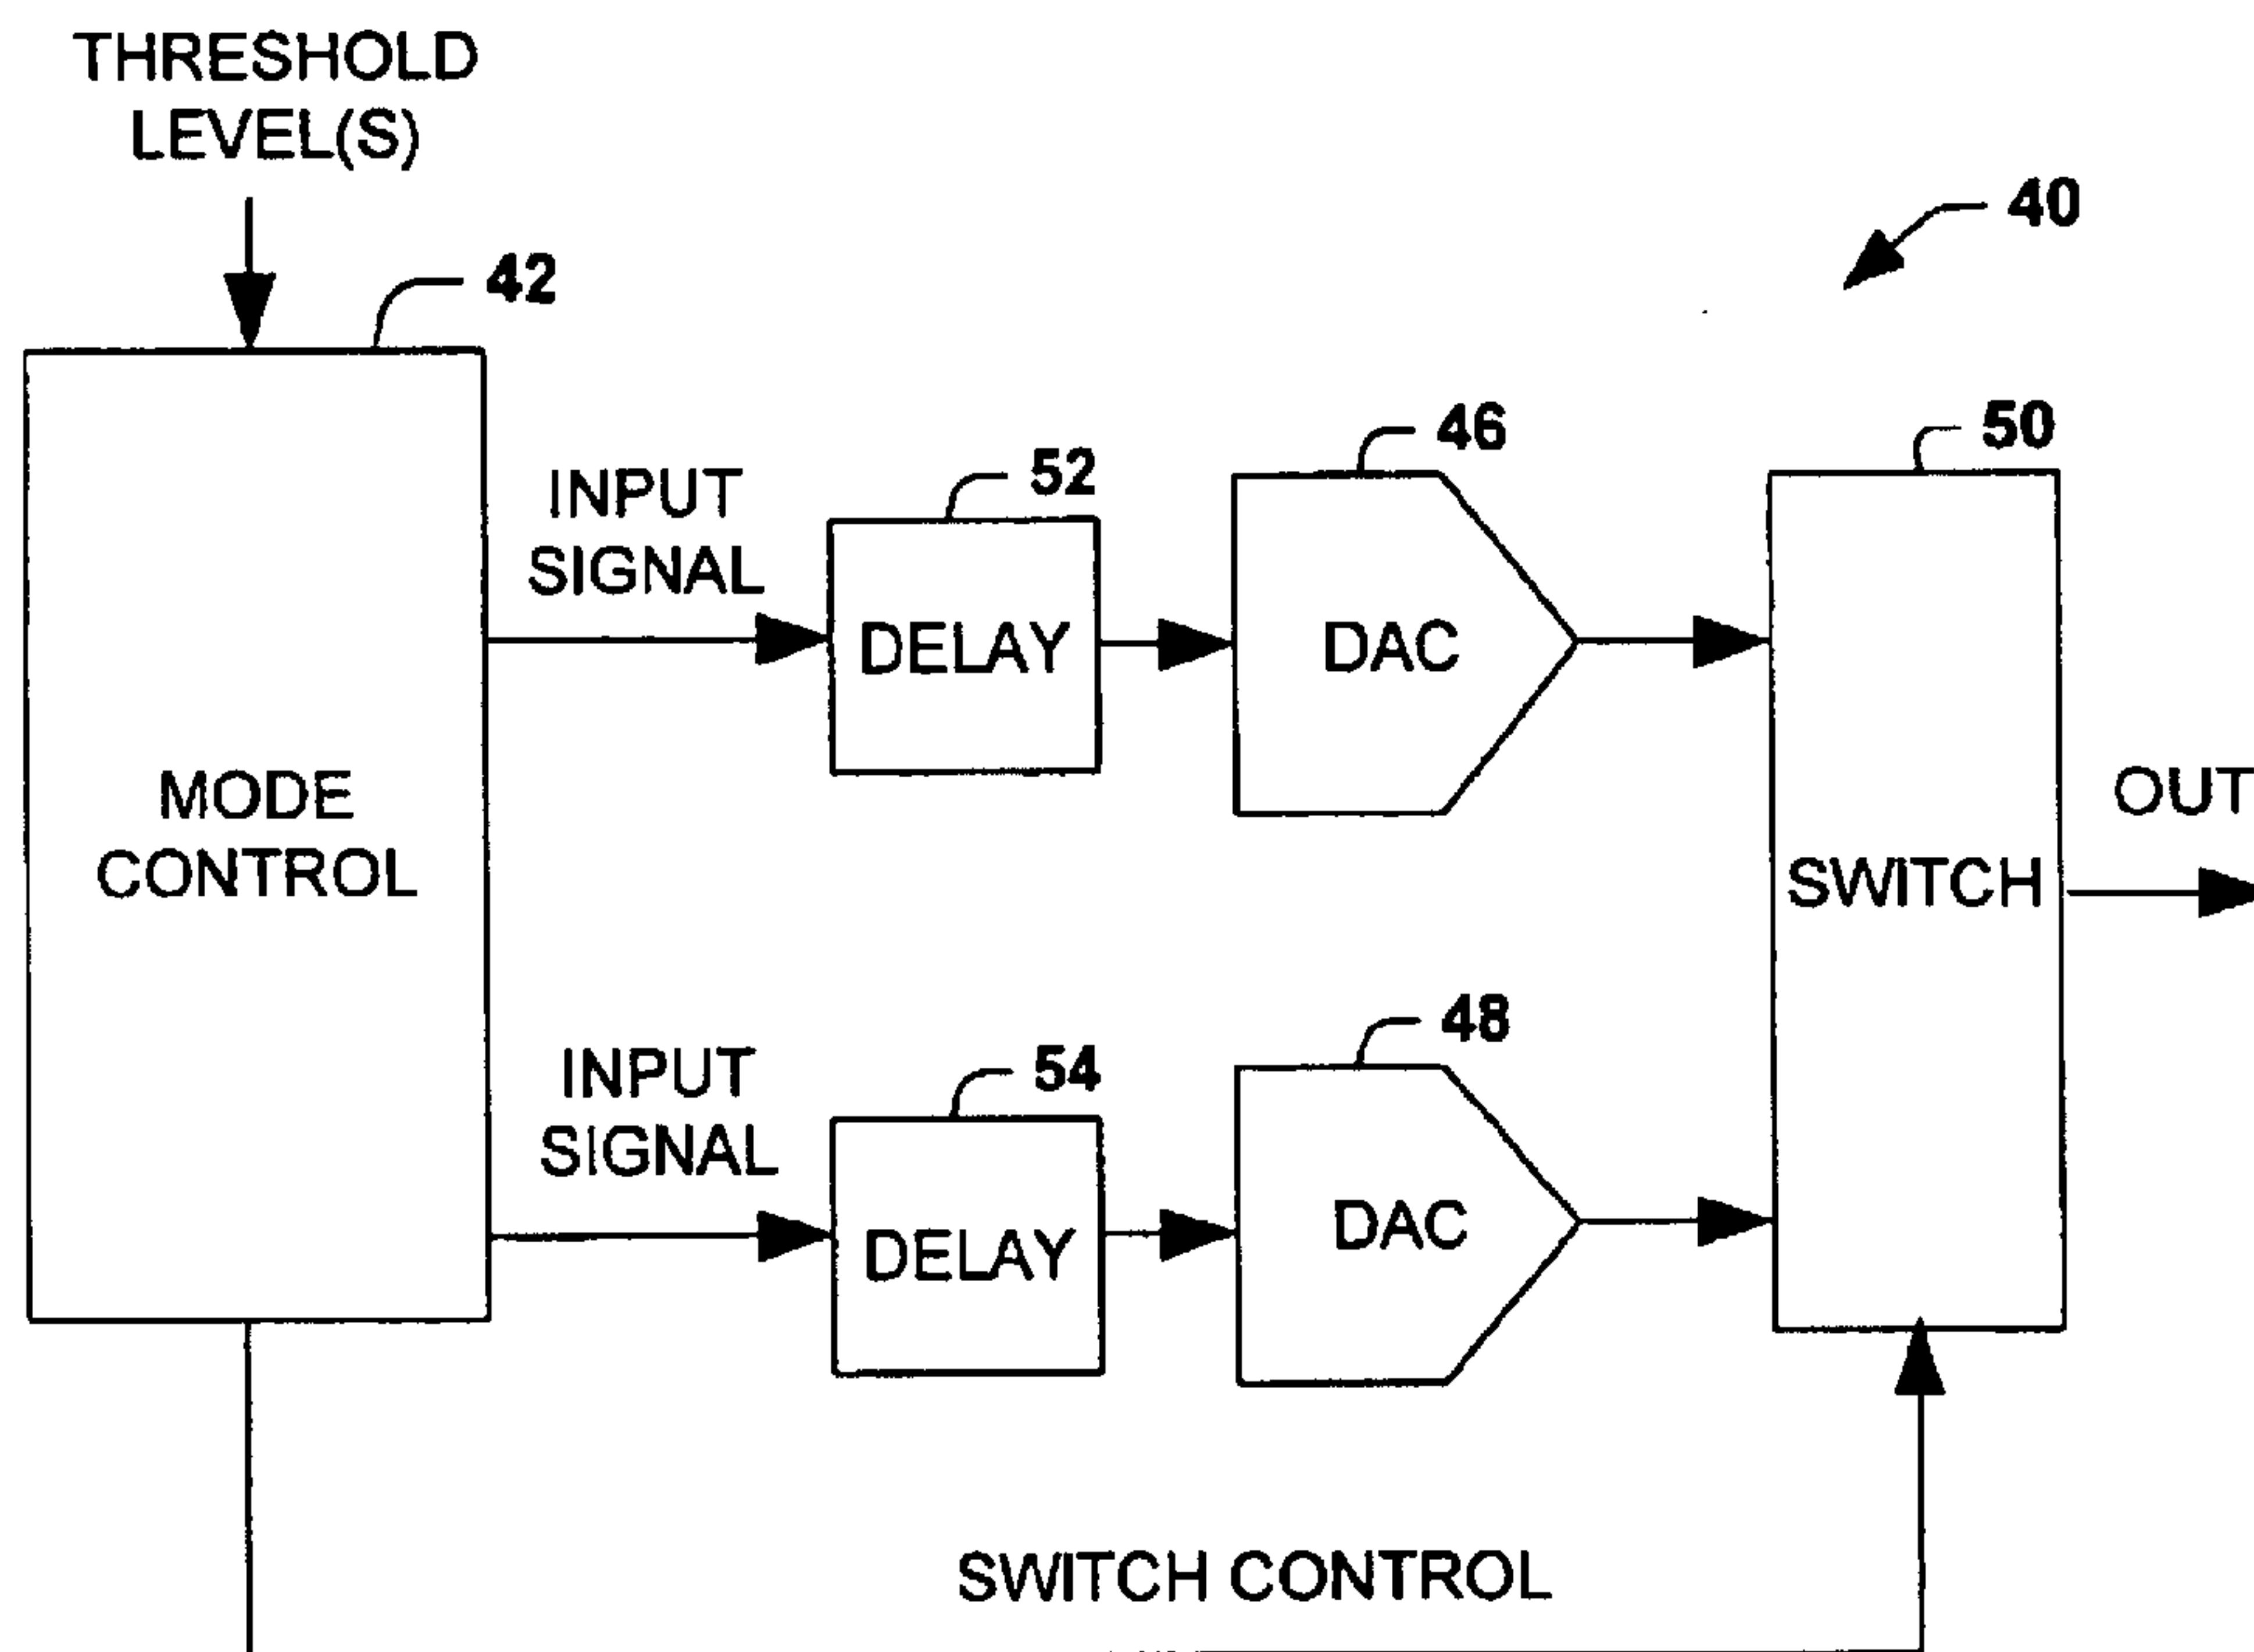 THRESHOLD
LEVEL(S)
40
42
46
50
52
INPUT
SIGNAL
DELAY
DAC
MODE
CONTROL
OUT
SWITCH
48
54
INPUT
SIGNAL
DELAY
DAC
SWITCH CONTROL